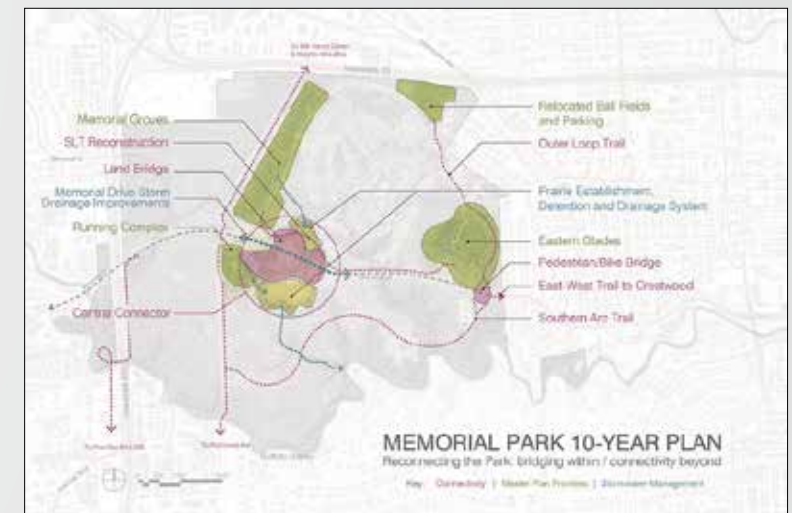 Memorial Groves
SLT Reconstruction
Land Bridge
Memorial Drive Storm
Drainage Improvements
Running Complex
Central Connector
Relocated Ball Fields
and Parking
Outer Loop Trail
Prairie Establishment,
Detention and Drainage System
Eastern Glades
Pedestrian/Bike Bridge
East-West Trail to Crestwood
Southern Arc Trail
MEMORIAL PARK 10-YEAR PLAN
Reconnecting the Park: Bridging within / connectivity beyond
Key Connectivity | Master Plan Priorities | Stormwater Management